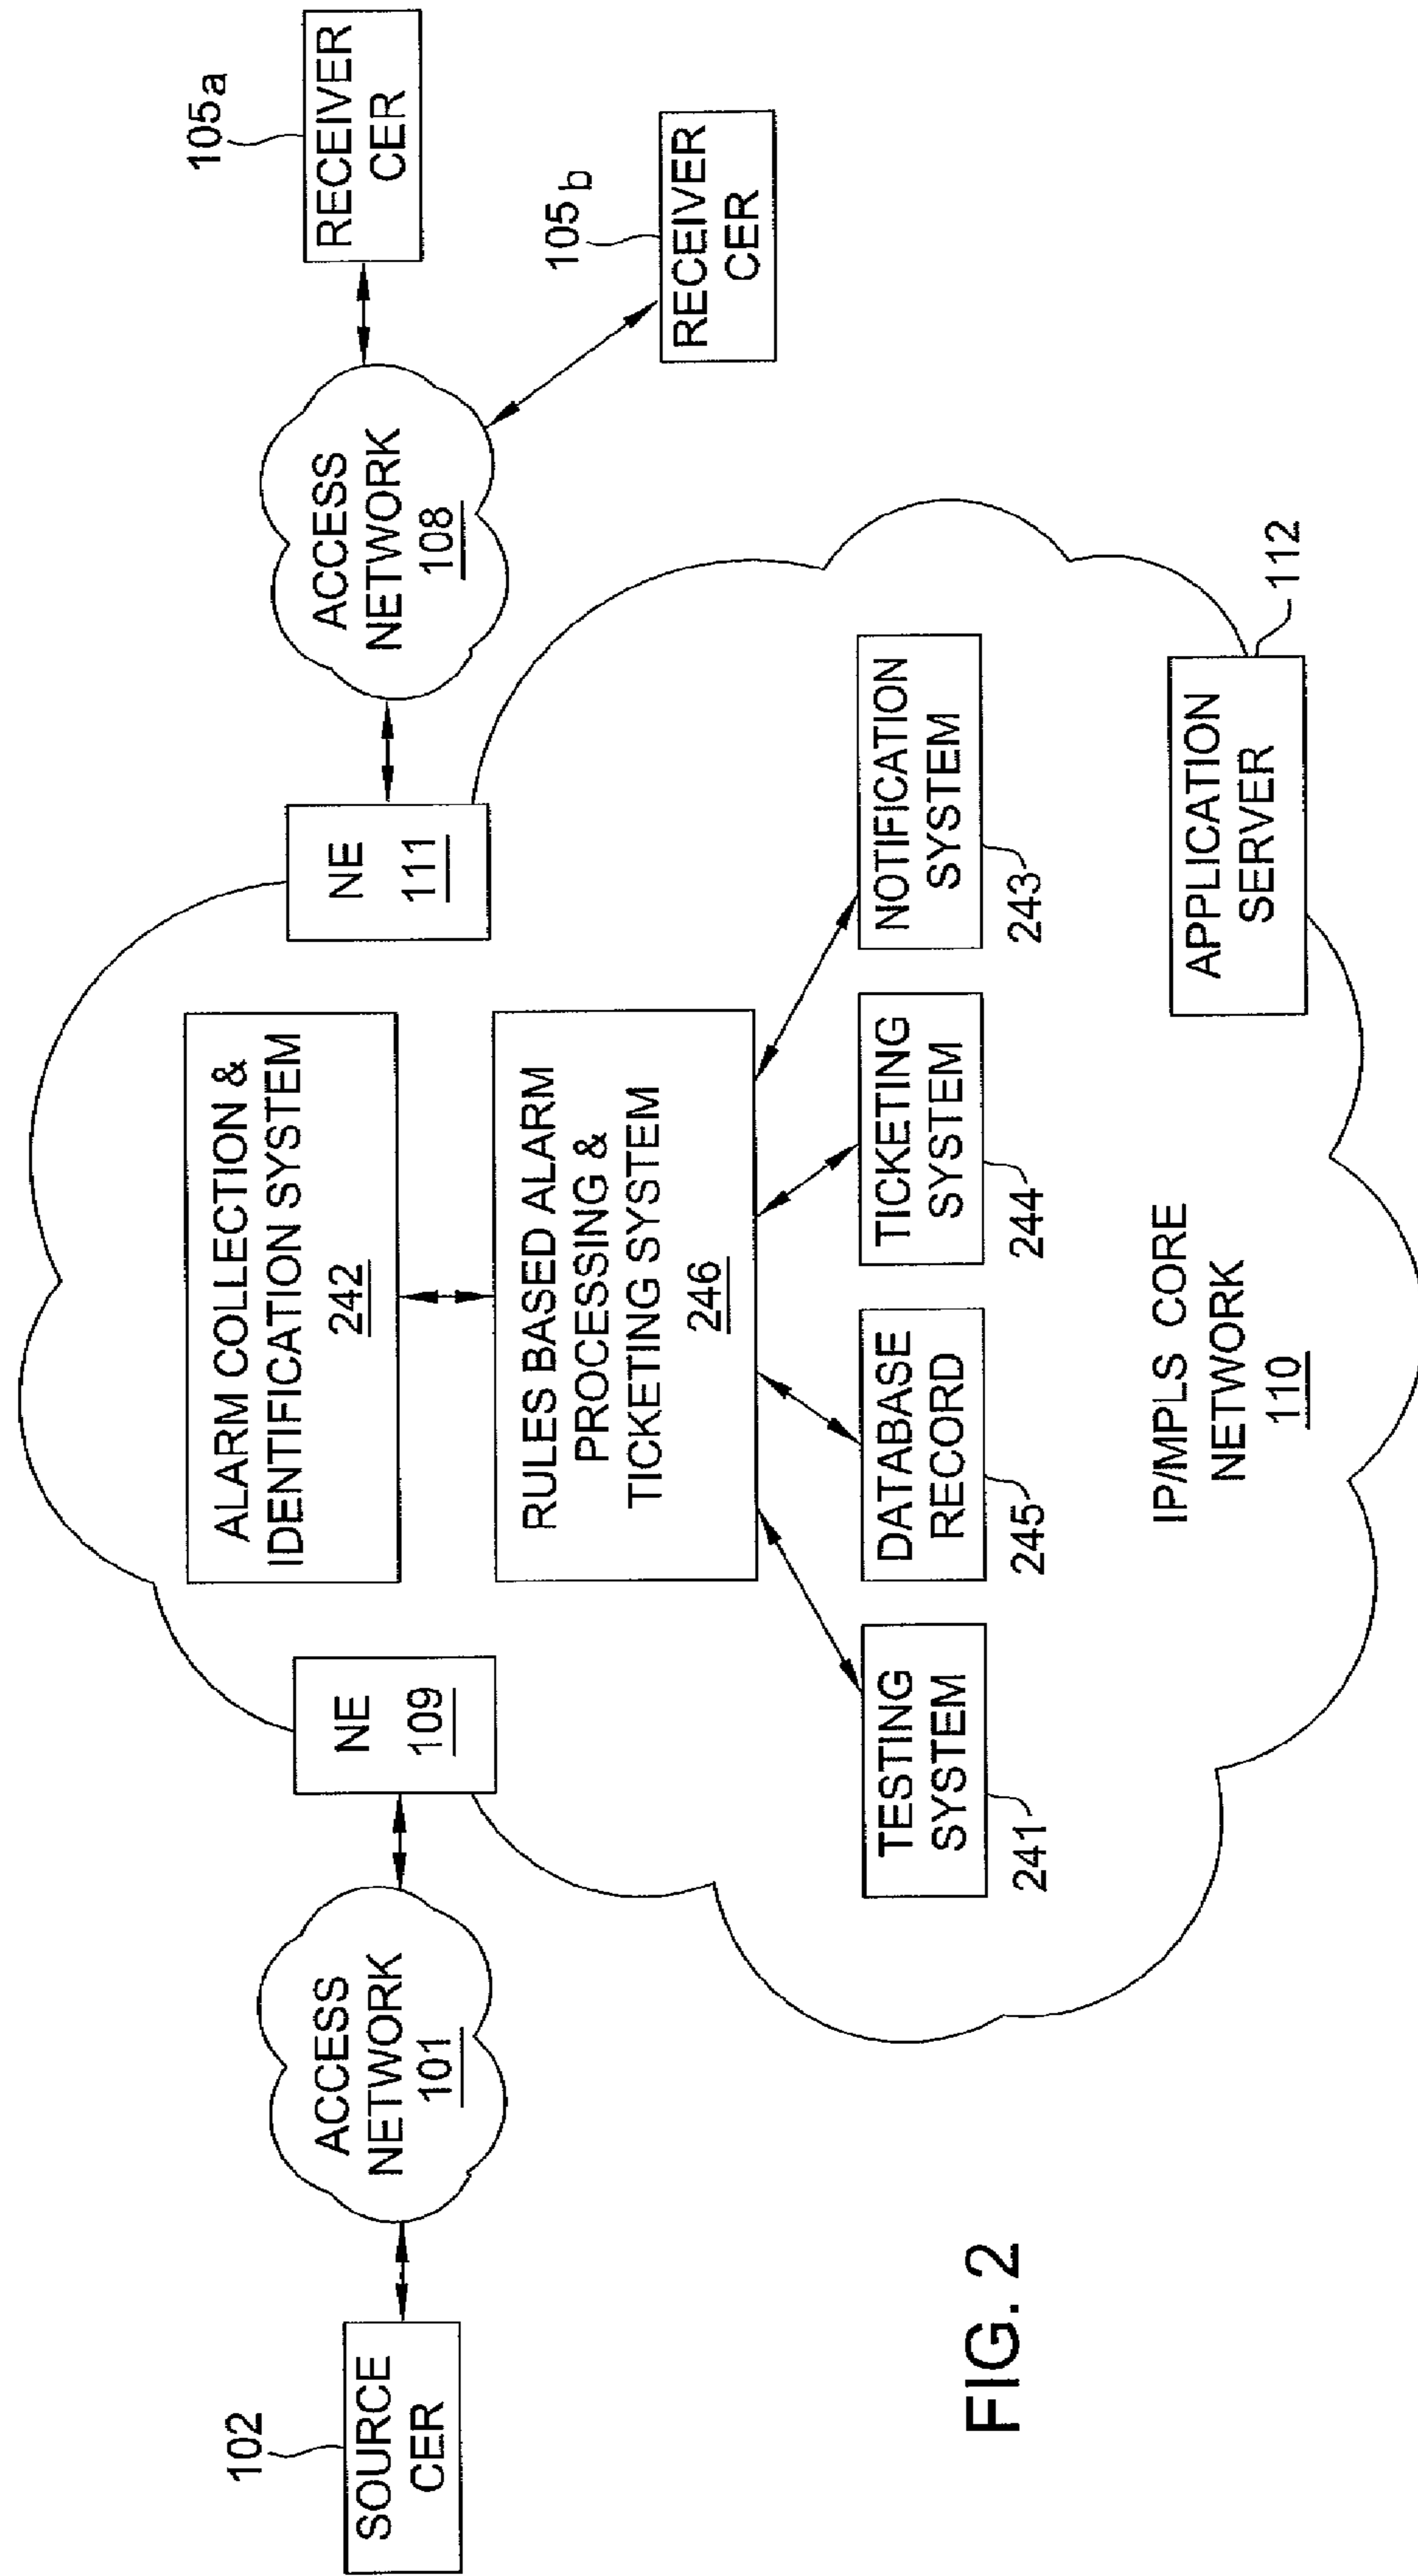 102
SOURCE
CER
ACCESS
NETWORK
101
NE
109
ALARM COLLECTION &
IDENTIFICATION SYSTEM
242
RULES BASED ALARM
PROCESSING &
TICKETING SYSTEM
246
NE
111
ACCESS
NETWORK
108
105a
RECEIVER
CER
105b
RECEIVER
CER
TESTING
SYSTEM
241
DATABASE
RECORD
245
TICKETING
SYSTEM
244
NOTIFICATION
SYSTEM
243
IP/MPLS CORE
NETWORK
110
APPLICATION
SERVER
112
FIG. 2